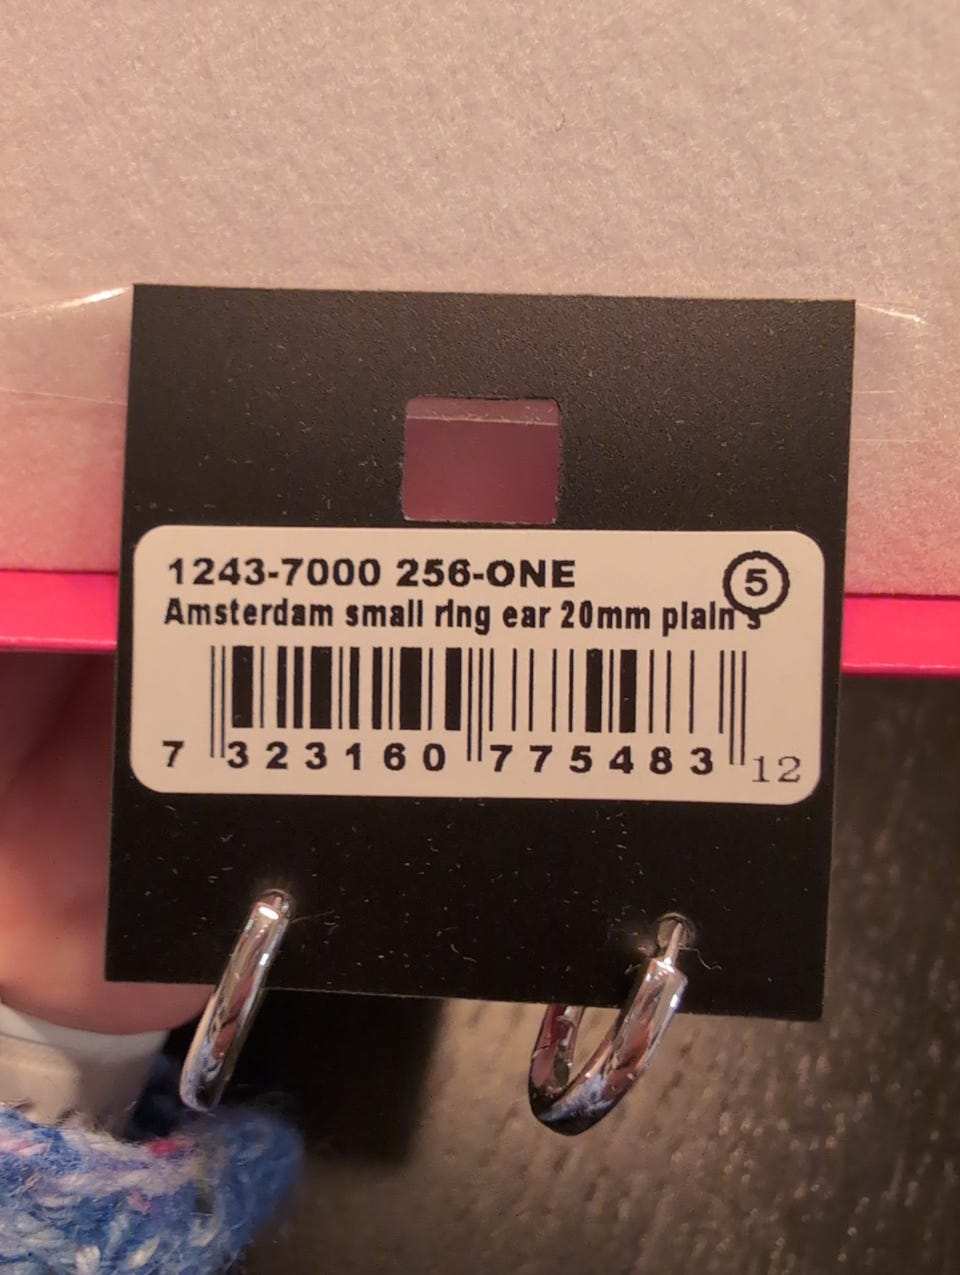 1243-7000 256-ONE
5
Amsterdam small ring ear 20mm plain s
7 323160 775483 12